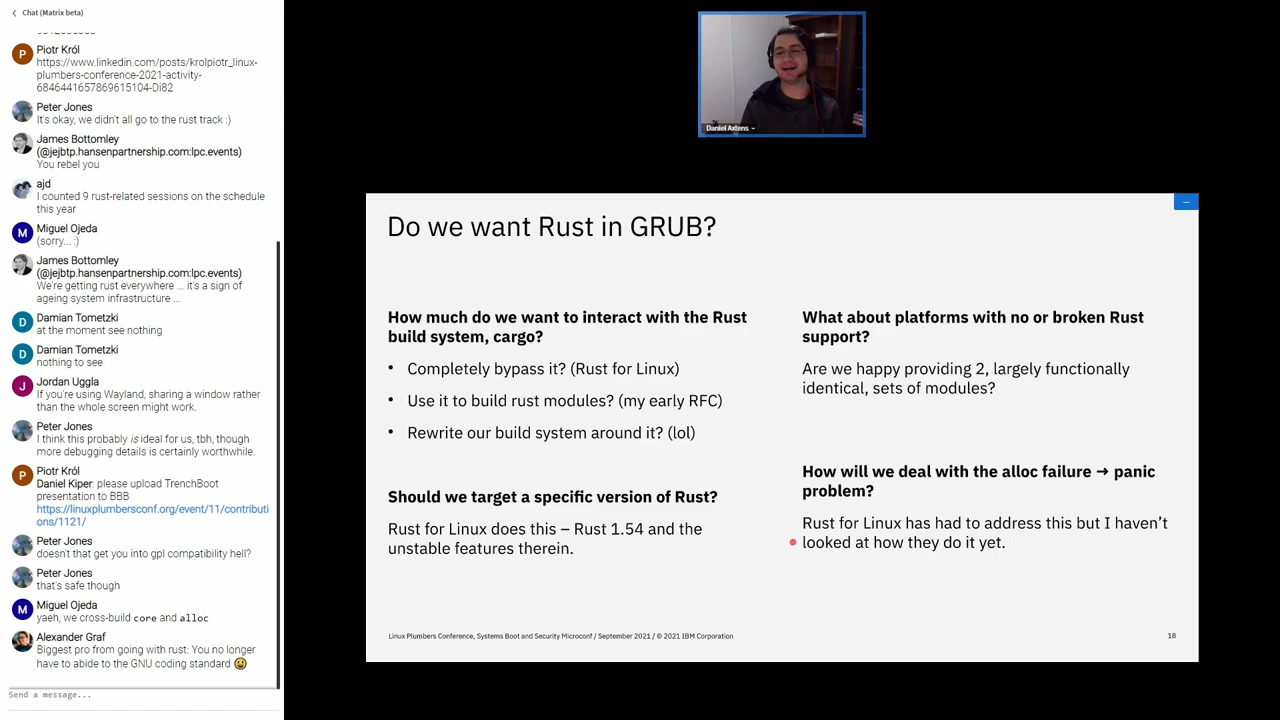 Chat (Matrix beta)
P
Piotr Król
https://www.linkedin.com/posts/krolpiotr_linux-
plumbers-conference-2021-activity-
6846441657869615104-Di82
Peter Jones
It's okay, we didn't all go to the rust track :)
James Bottomley
(@jejbtp.hansenpartnership.com:lpc.events)
You rebel you
ajd
I counted 9 rust-related sessions on the schedule
this year
M
Miguel Ojeda
(sorry... :)
James Bottomley
(@jejbtp.hansenpartnership.com:lpc.events)
We're getting rust everywhere ... it's a sign of
ageing system infrastructure ...
D
Damian Tometzki
at the moment see nothing
D
Damian Tometzki
nothing to see
J
Jordan Uggla
If you're using Wayland, sharing a window rather
than the whole screen might work.
Peter Jones
I think this probably is ideal for us, tbh, though
more debugging details is certainly worthwhile.
P
Piotr Król
Daniel Kiper: please upload TrenchBoot
presentation to BBB
https://linuxplumbersconf.org/event/11/contributi
ons/1121/
Peter Jones
doesn't that get you into gpl compatibility hell?
Peter Jones
that's safe though
M
Miguel Ojeda
yaeh, we cross-build core and alloc
Alexander Graf
Biggest pro from going with rust: You no longer
have to abide to the GNU coding standard 😀
Send a message...
Daniel Axtens
Do we want Rust in GRUB?
How much do we want to interact with the Rust
build system, cargo?
• Completely bypass it? (Rust for Linux)
• Use it to build rust modules? (my early RFC)
• Rewrite our build system around it? (lol)
Should we target a specific version of Rust?
Rust for Linux does this – Rust 1.54 and the
unstable features therein.
What about platforms with no or broken Rust
support?
Are we happy providing 2, largely functionally
identical, sets of modules?
How will we deal with the alloc failure → panic
problem?
Rust for Linux has had to address this but I haven't
looked at how they do it yet.
Linux Plumbers Conference, Systems Boot and Security Microconf / September 2021 / © 2021 IBM Corporation
18